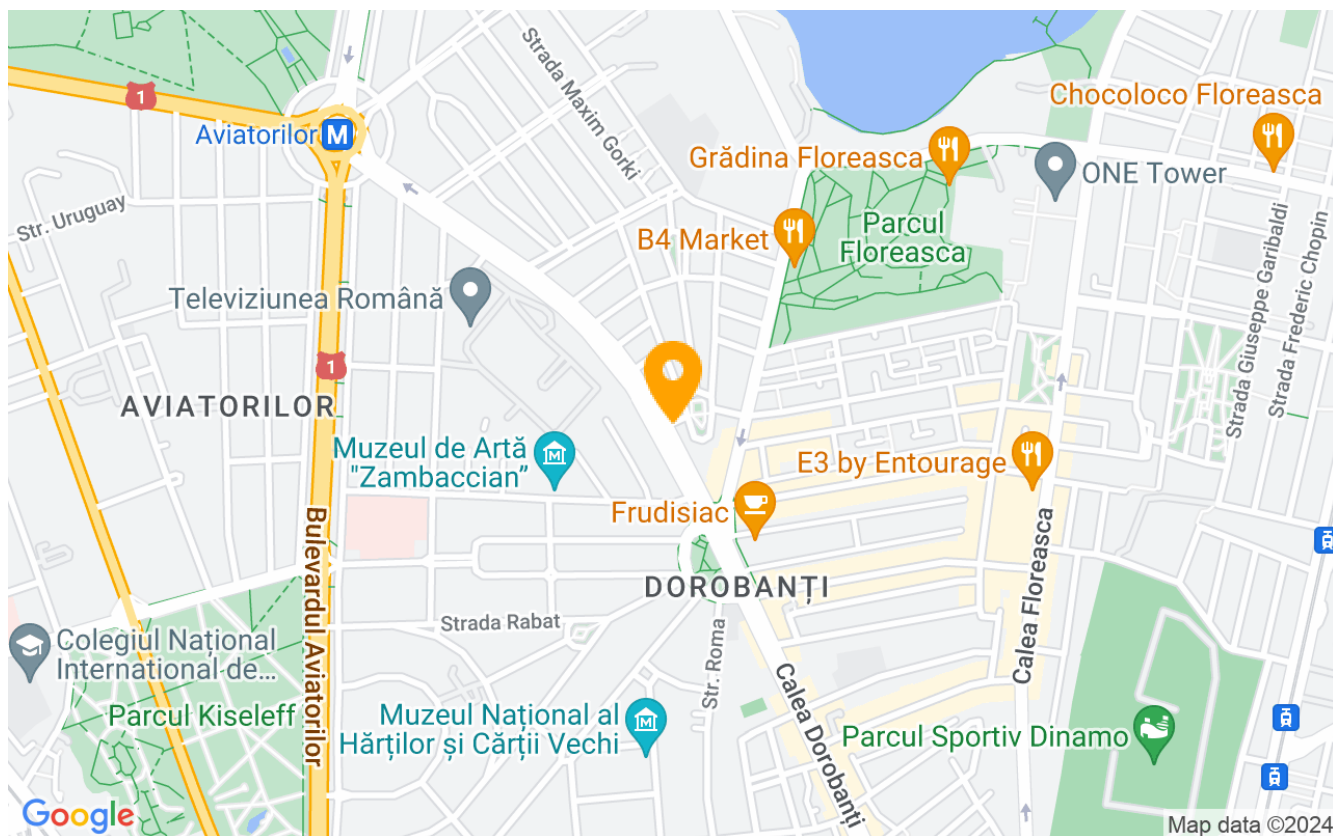 Strada Maxim Gorki
Chocoloco Floreasca
1
Aviatorilor
M
Grădina Floreasca
ONE Tower
Str. Uruguay
B4 Market
Parcul
Floreasca
Strada Giuseppe Garibaldi
Strada Frederic Chopin
Televiziunea Română
1
AVIATORILOR
Muzeul de Artă
"Zambaccian”
E3 by Entourage
Frudisiac
Bulevardul Aviatorilor
Calea Floreasca
DOROBANȚI
Strada Rabat
Colegiul Național
International de...
Str. Roma
Calea Dorobanți
Parcul Kiseleff
Muzeul Național al
Hărților și Cărții Vechi
Parcul Sportiv Dinamo
Google
Map data ©2024